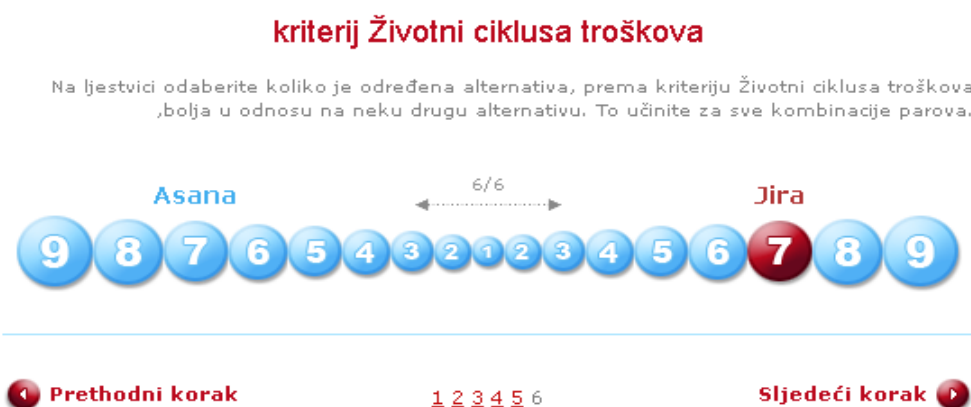 kriterij Životni ciklusa troškova
Na ljestvici odaberite koliko je određena alternativa, prema kriteriju Životni ciklusa troškova
,bolja u odnosu na neku drugu alternativu. To učinite za sve kombinacije parova.
6/6
Asana Jira
9 8 7 6 5 4 3 2 1 2 3 4 5 6 7 8 9
Prethodni korak 1 2 3 4 5 6 Sljedeći korak